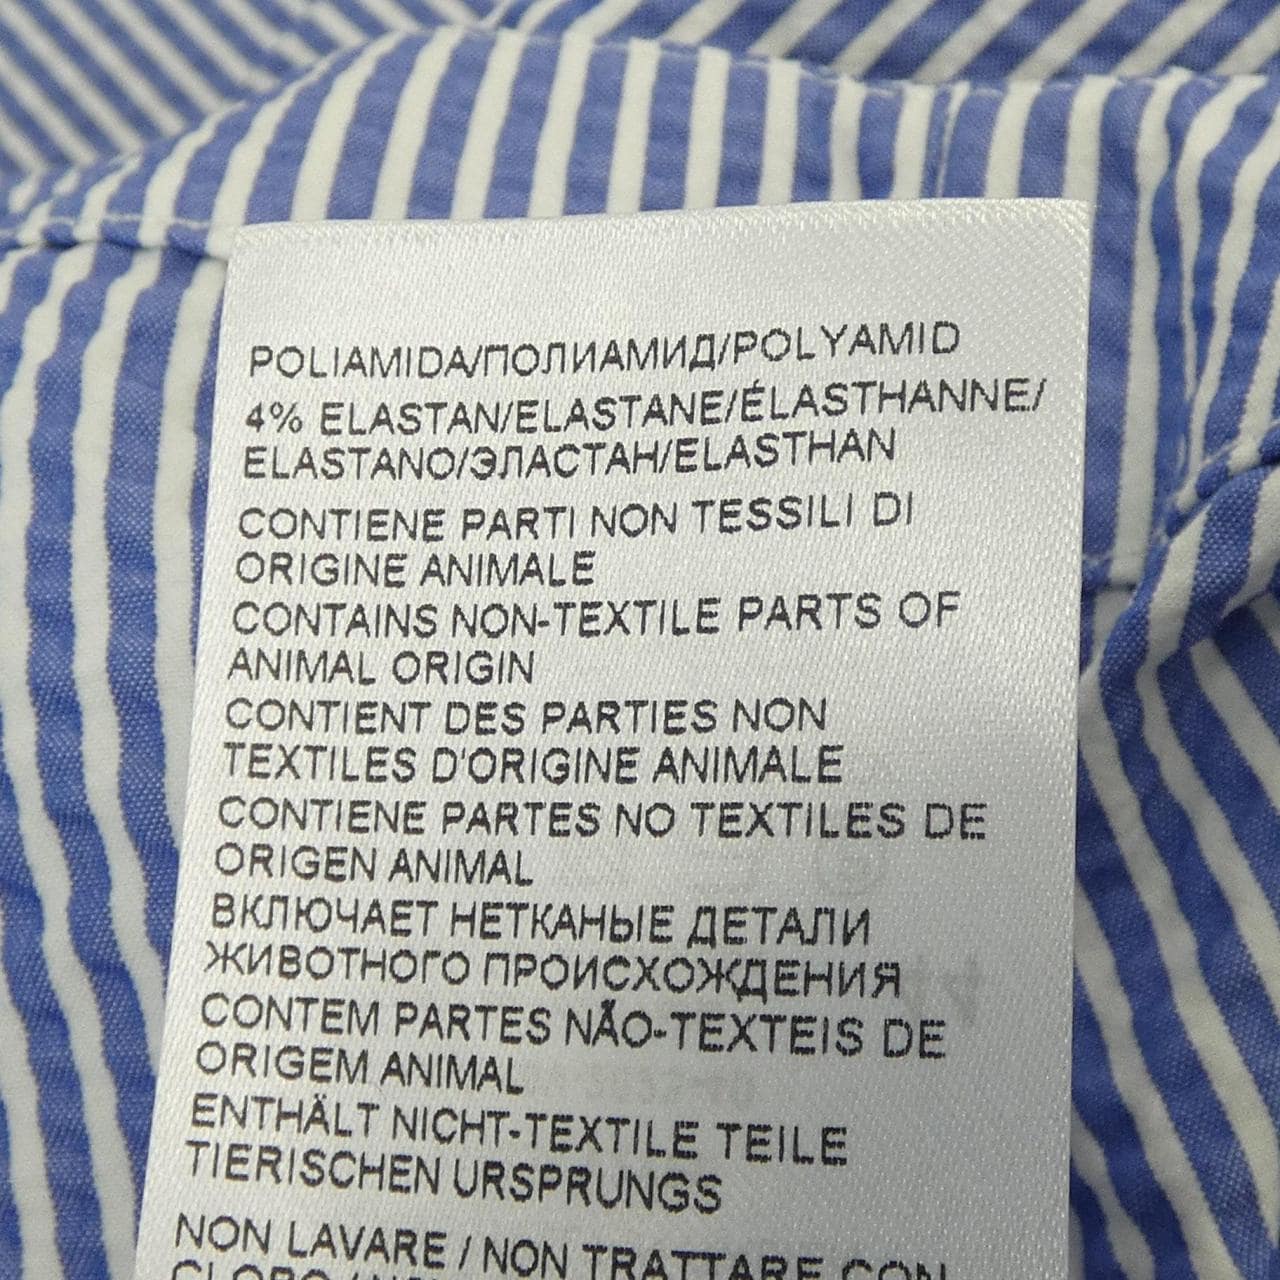 POLIAMIDA/ПОЛИАМИД/POLYAMID
4% ELASTAN/ELASTANE/ÉLASTHANNE/
ELASTANO/ЭЛАСТАН/ELASTHAN
CONTIENE PARTI NON TESSILI DI
ORIGINE ANIMALE
CONTAINS NON-TEXTILE PARTS OF
ANIMAL ORIGIN
CONTIENT DES PARTIES NON
TEXTILES D'ORIGINE ANIMALE
CONTIENE PARTES NO TEXTILES DE
ORIGEN ANIMAL
ВКЛЮЧАЕТ НЕТКАНЫЕ ДЕТАЛИ
ЖИВОТНОГО ПРОИСХОЖДЕНИЯ
CONTEM PARTES NÃO-TEXTEIS DE
ORIGEM ANIMAL
ENTHÄLT NICHT-TEXTILE TEILE
TIERISCHEN URSPRUNGS
NON LAVARE / NON TRATTARE CON
CLORO /